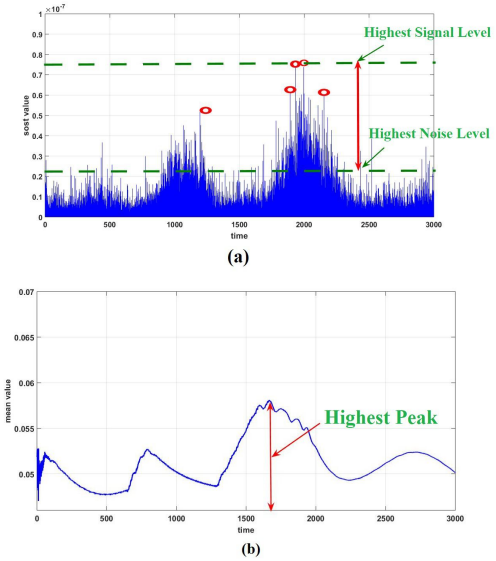 × 10⁻⁷
1
0.9
0.8
0.7
0.6
0.5
0.4
0.3
0.2
0.1
0
sost value
Highest Signal Level
Highest Noise Level
0 500 1000 1500 2000 2500 3000
time
(a)
0.07
0.065
0.06
0.055
0.05
mean value
Highest Peak
0 500 1000 1500 2000 2500 3000
time
(b)